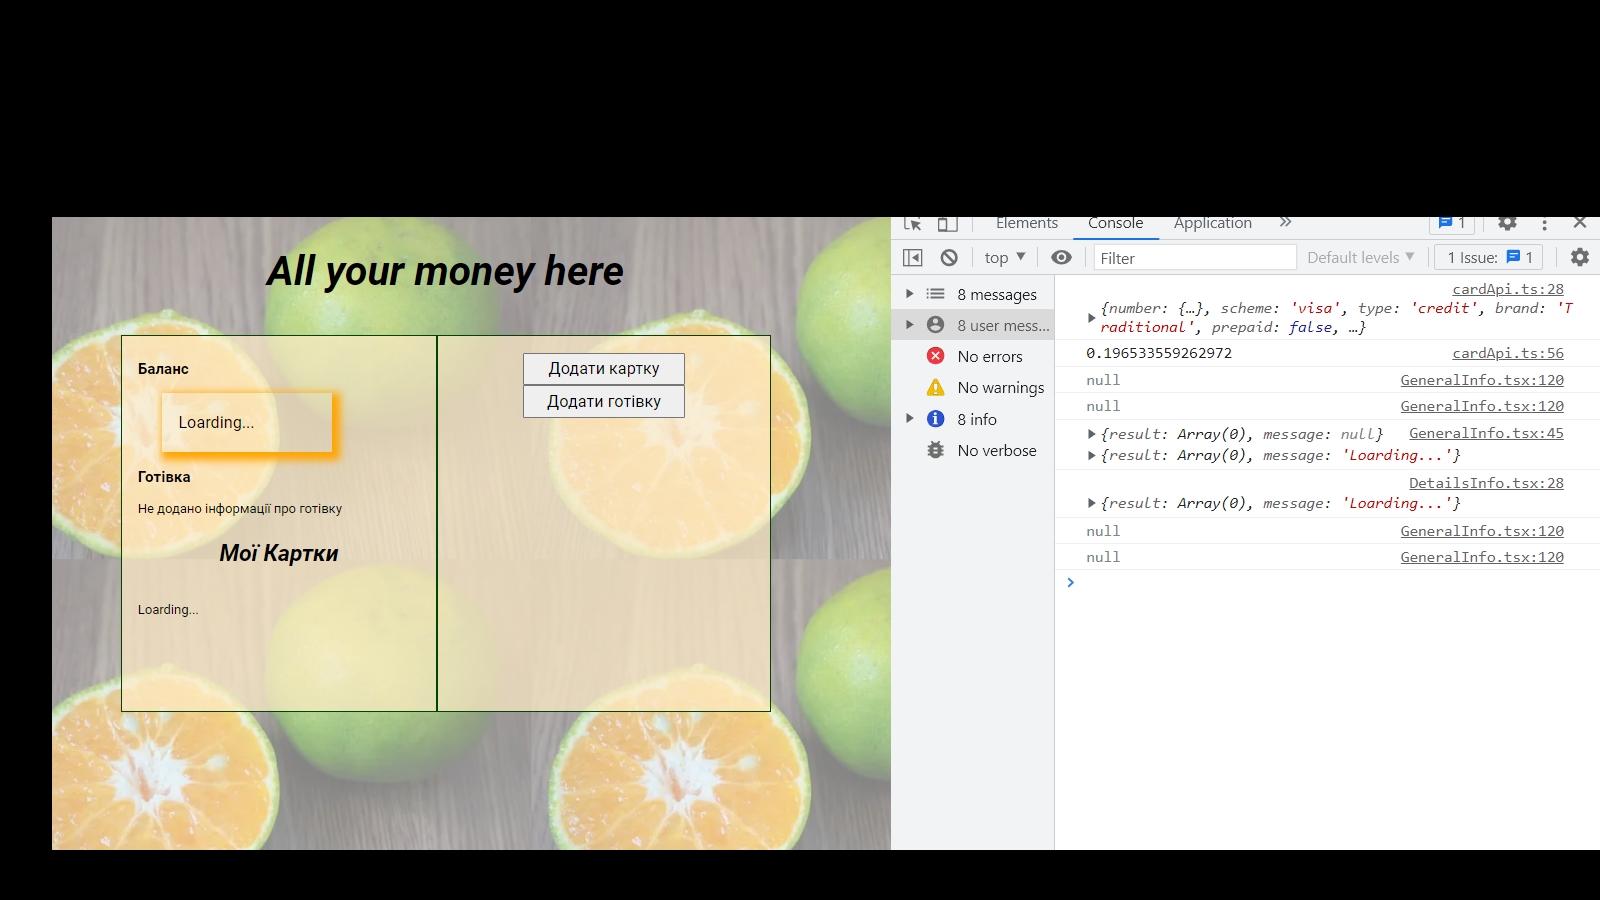 All your money here
Баланс
Loarding...
Готівка
Не додано інформації про готівку
Мої Картки
Loarding...
Додати картку
Додати готівку
Elements Console Application 1
top Filter Default levels 1 Issue: 1
8 messages
8 user mess...
No errors
No warnings
8 info
No verbose
cardApi.ts:28
{number: {…}, scheme: 'visa', type: 'credit', brand: 'T
raditional', prepaid: false, …}
0.196533559262972 cardApi.ts:56
null GeneralInfo.tsx:120
null GeneralInfo.tsx:120
{result: Array(0), message: null} GeneralInfo.tsx:45
{result: Array(0), message: 'Loarding...'}
DetailsInfo.tsx:28
{result: Array(0), message: 'Loarding...'}
null GeneralInfo.tsx:120
null GeneralInfo.tsx:120